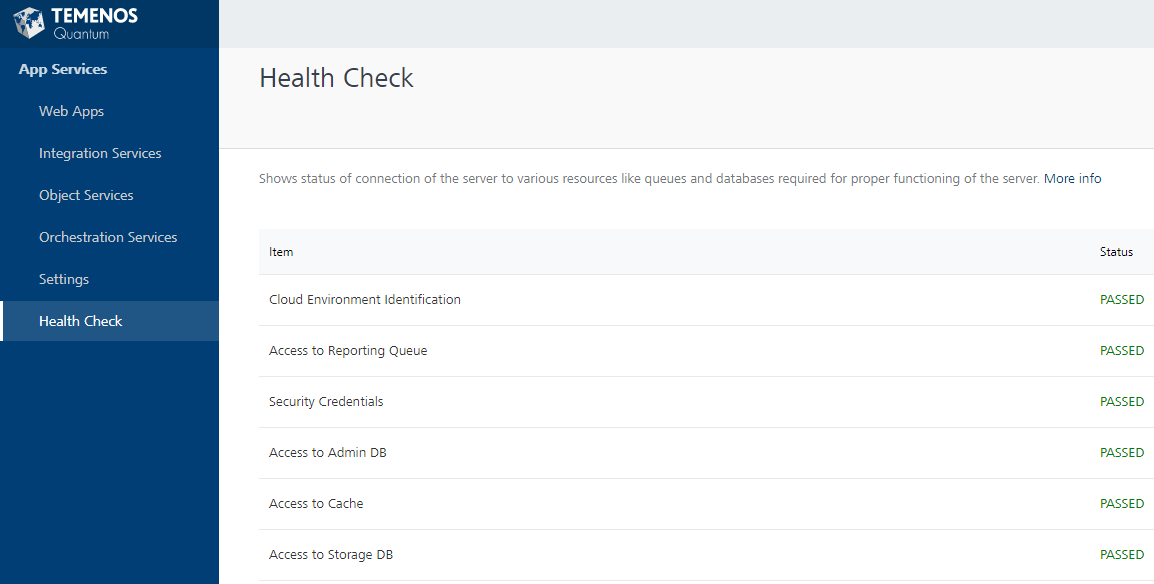 TEMENOS
Quantum
App Services
Web Apps
Integration Services
Object Services
Orchestration Services
Settings
Health Check
Health Check
Shows status of connection of the server to various resources like queues and databases required for proper functioning of the server. More info
Item Status
Cloud Environment Identification PASSED
Access to Reporting Queue PASSED
Security Credentials PASSED
Access to Admin DB PASSED
Access to Cache PASSED
Access to Storage DB PASSED